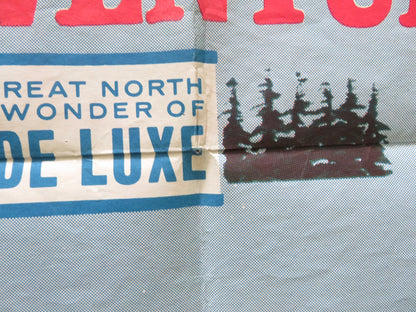 REAT NORTH
WONDER OF
DE LUXE